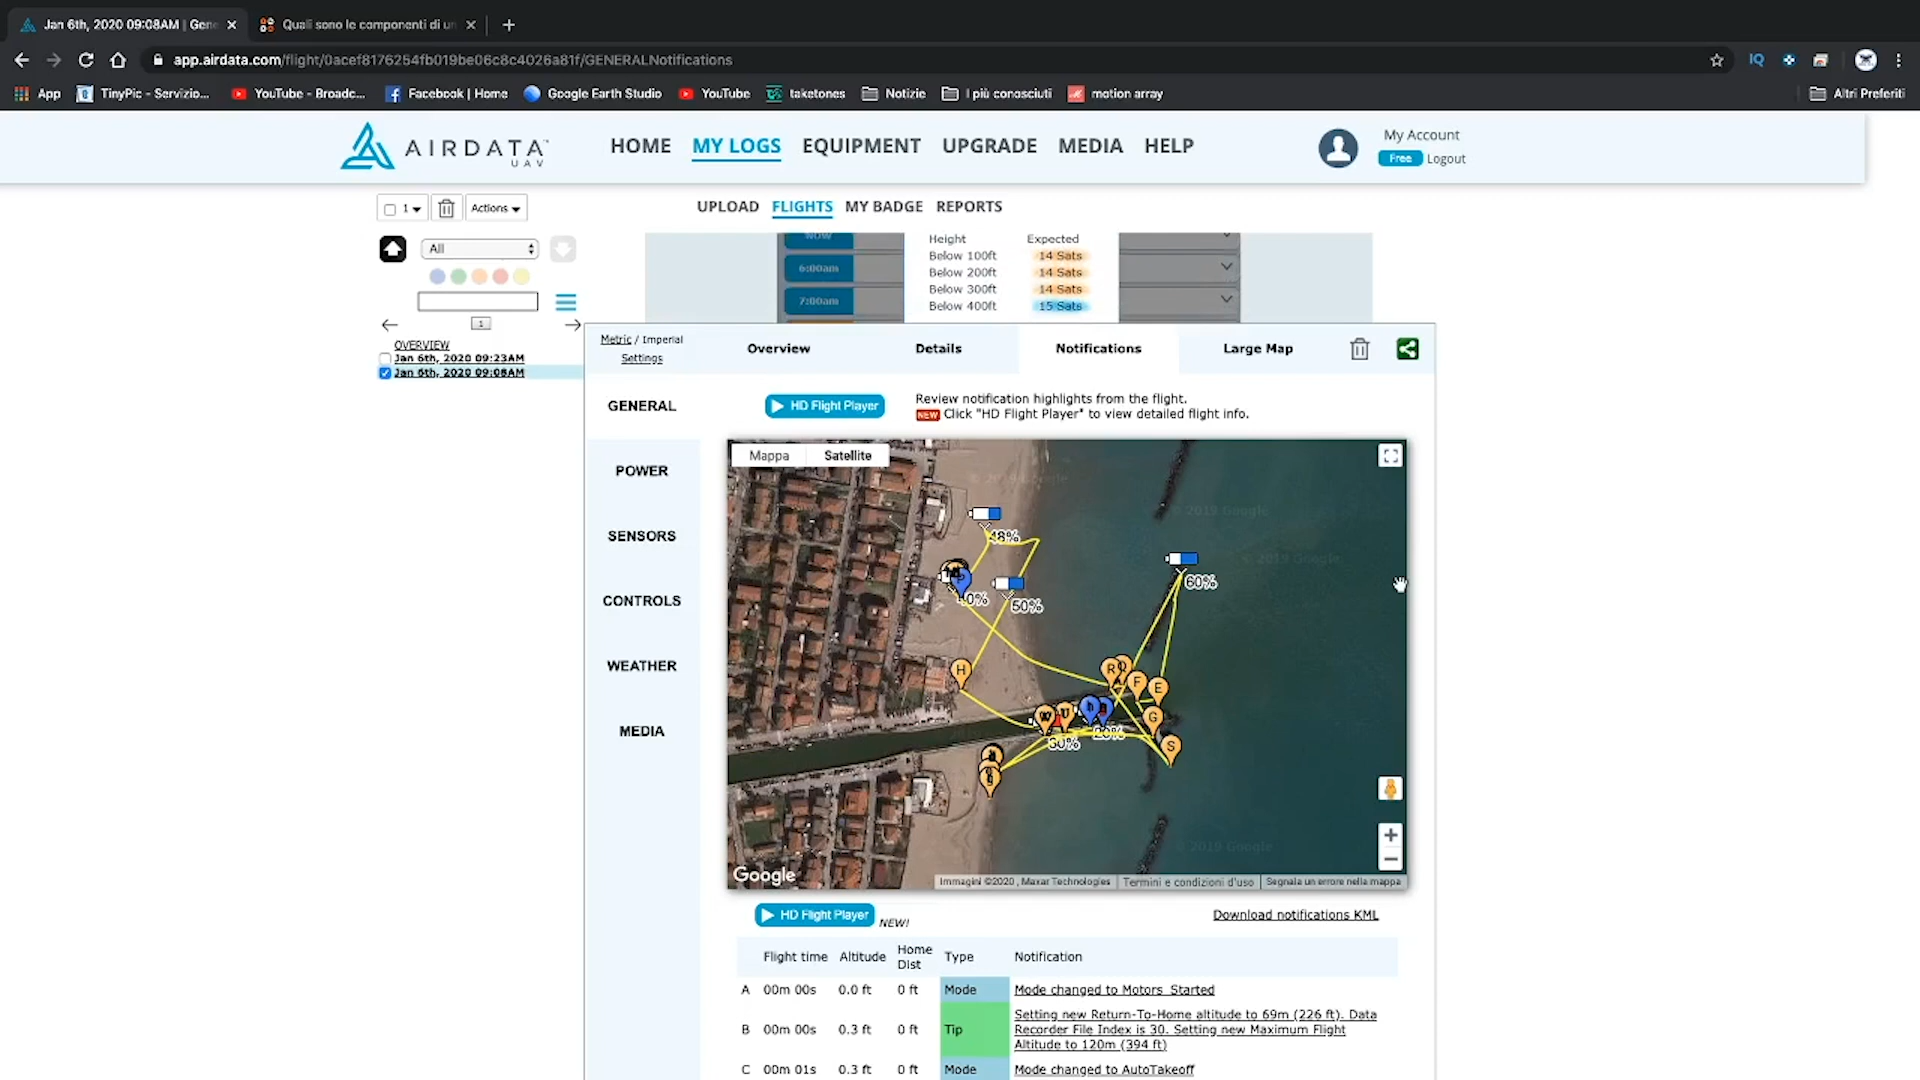 Jan 6th, 2020 09:08AM | Gene
Quali sono le componenti di un
app.airdata.com/flight/0acef8176254fb019be06c8c4026a81f/GENERALNotifications
IQ
App
TinyPic - Servizio...
YouTube - Broadc...
Facebook | Home
Google Earth Studio
YouTube
taketones
Notizie
I più conosciuti
motion array
Altri Preferiti
AIRDATA
UAV
HOME
MY LOGS
EQUIPMENT
UPGRADE
MEDIA
HELP
My Account
Free Logout
1
Actions
UPLOAD
FLIGHTS
MY BADGE
REPORTS
All
1
OVERVIEW
Jan 6th, 2020 09:23AM
Jan 6th, 2020 09:08AM
6:00am
7:00am
Height Expected
Below 100ft 14 Sats
Below 200ft 14 Sats
Below 300ft 14 Sats
Below 400ft 15 Sats
Metric / Imperial
Settings
Overview
Details
Notifications
Large Map
GENERAL
POWER
SENSORS
CONTROLS
WEATHER
MEDIA
HD Flight Player
Review notification highlights from the flight.
NEW Click "HD Flight Player" to view detailed flight info.
Mappa
Satellite
48%
60%
50%
H
R
F
E
G
S
W
U
30%
Google
Immagini ©2020 , Maxar Technologies
Termini e condizioni d'uso
Segnala un errore nella mappa
HD Flight Player
NEW!
Download notifications KML
Flight time Altitude Home Dist Type Notification
A 00m 00s 0.0 ft 0 ft Mode Mode changed to Motors_Started
B 00m 00s 0.3 ft 0 ft Tip Setting new Return-To-Home altitude to 69m (226 ft). Data
Recorder File Index is 30. Setting new Maximum Flight
Altitude to 120m (394 ft)
C 00m 01s 0.3 ft 0 ft Mode Mode changed to AutoTakeoff